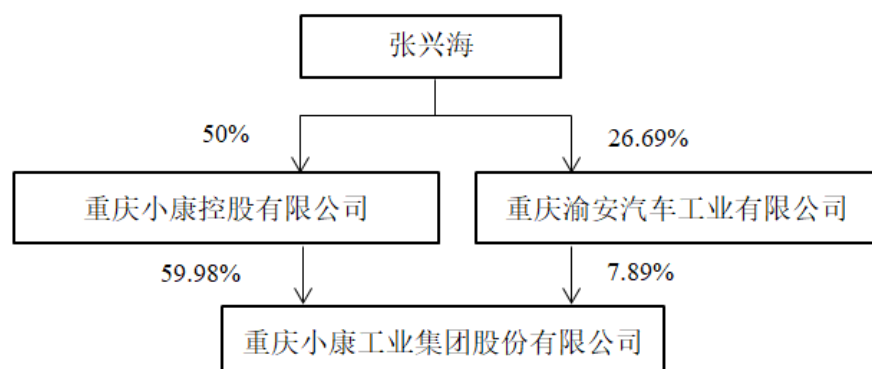 张兴海
50%
26.69%
重庆小康控股有限公司
重庆渝安汽车工业有限公司
59.98%
7.89%
重庆小康工业集团股份有限公司